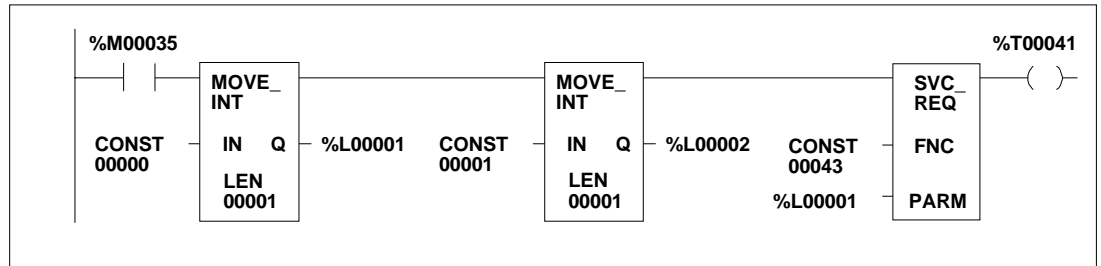 %M00035
%T00041
MOVE_
INT
MOVE_
INT
SVC_
REQ
CONST
00000
IN Q
%L00001
CONST
00001
IN Q
%L00002
CONST
00043
FNC
LEN
00001
LEN
00001
%L00001
PARM